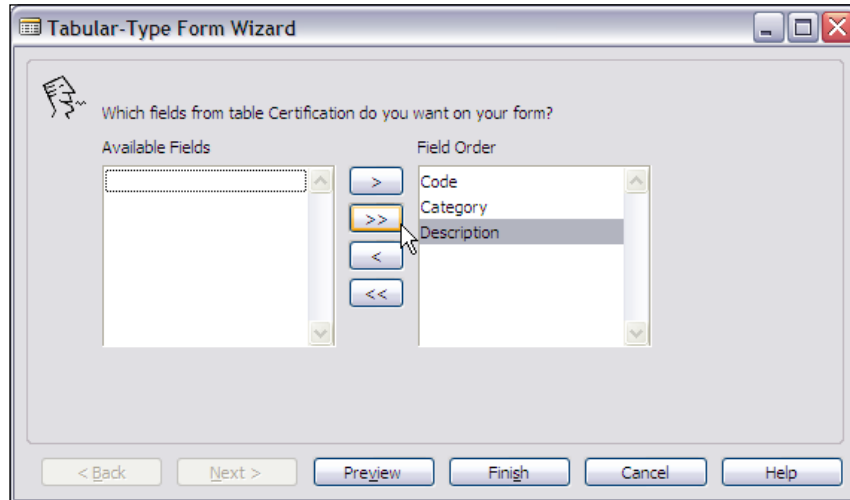 Tabular-Type Form Wizard
Which fields from table Certification do you want on your form?
Available Fields
Field Order
>
>>
<
<<
Code
Category
Description
< Back
Next >
Preview
Finish
Cancel
Help